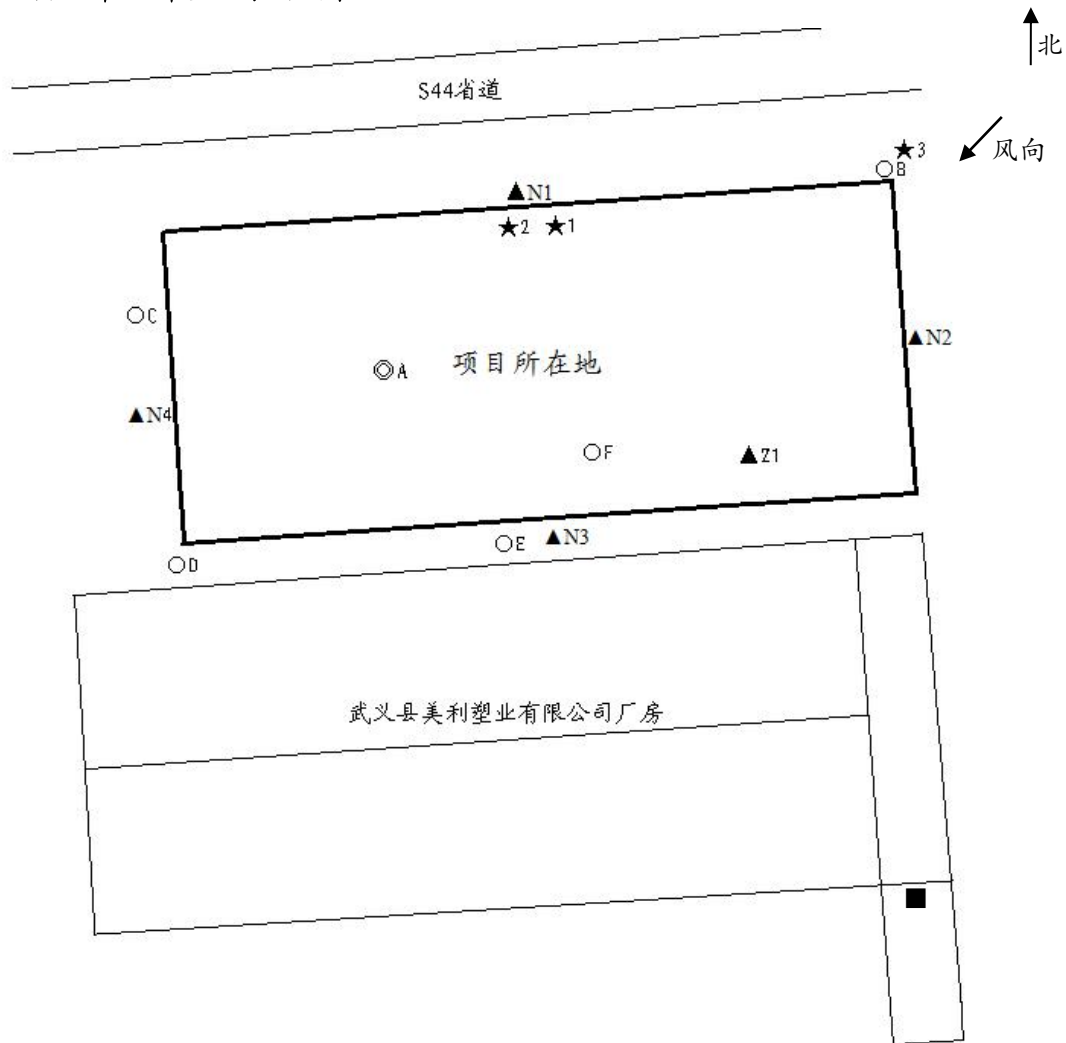 北
S44省道
风向
★3
○B
▲N1
★2 ★1
○C
▲N2
◎A
项目所在地
▲N4
○F
▲Z1
○E ▲N3
○D
武义县美利塑业有限公司厂房